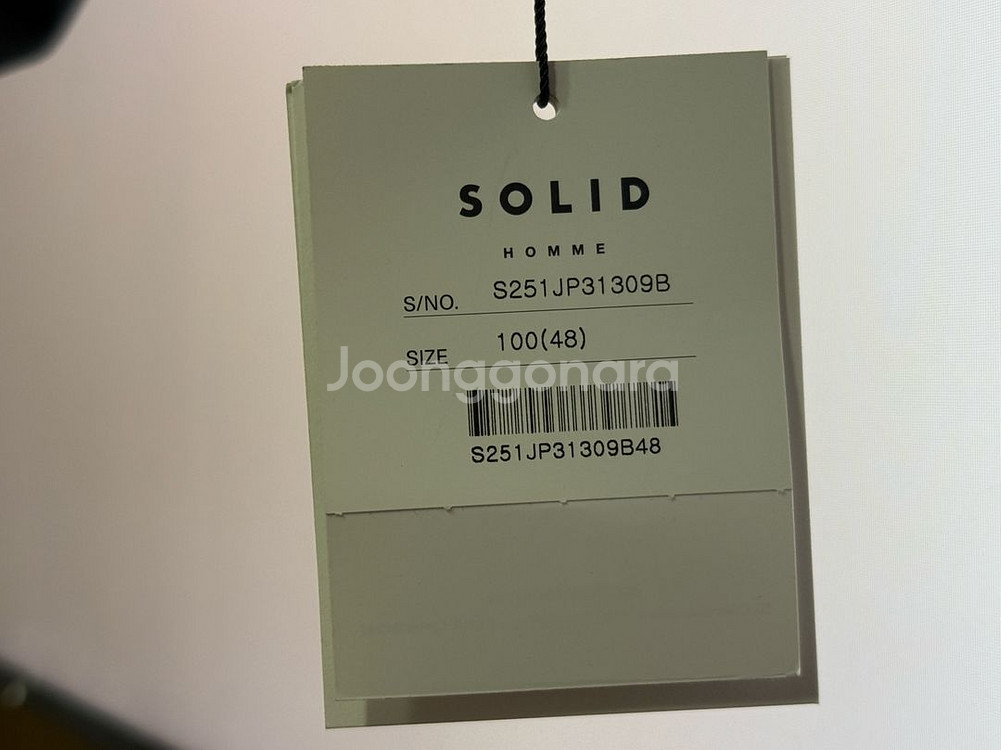 SOLID
HOMME
S/NO. S251JP31309B
SIZE 100(48)
Joonggonara
S251JP31309B48